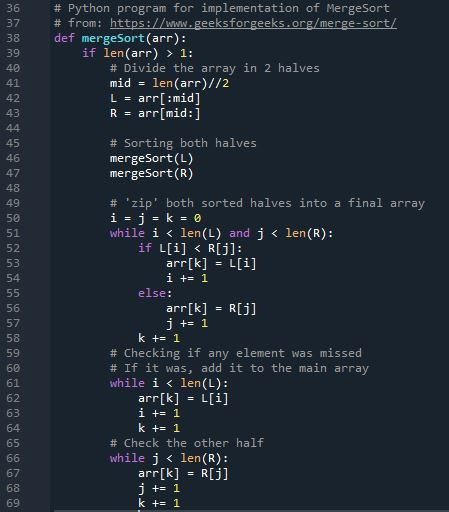 36 # Python program for implementation of MergeSort
37 # from: https://www.geeksforgeeks.org/merge-sort/
38 def mergeSort(arr):
39     if len(arr) > 1:
40         # Divide the array in 2 halves
41         mid = len(arr)//2
42         L = arr[:mid]
43         R = arr[mid:]
44
45         # Sorting both halves
46         mergeSort(L)
47         mergeSort(R)
48
49         # 'zip' both sorted halves into a final array
50         i = j = k = 0
51         while i < len(L) and j < len(R):
52             if L[i] < R[j]:
53                 arr[k] = L[i]
54                 i += 1
55             else:
56                 arr[k] = R[j]
57                 j += 1
58             k += 1
59         # Checking if any element was missed
60         # If it was, add it to the main array
61         while i < len(L):
62             arr[k] = L[i]
63             i += 1
64             k += 1
65         # Check the other half
66         while j < len(R):
67             arr[k] = R[j]
68             j += 1
69             k += 1